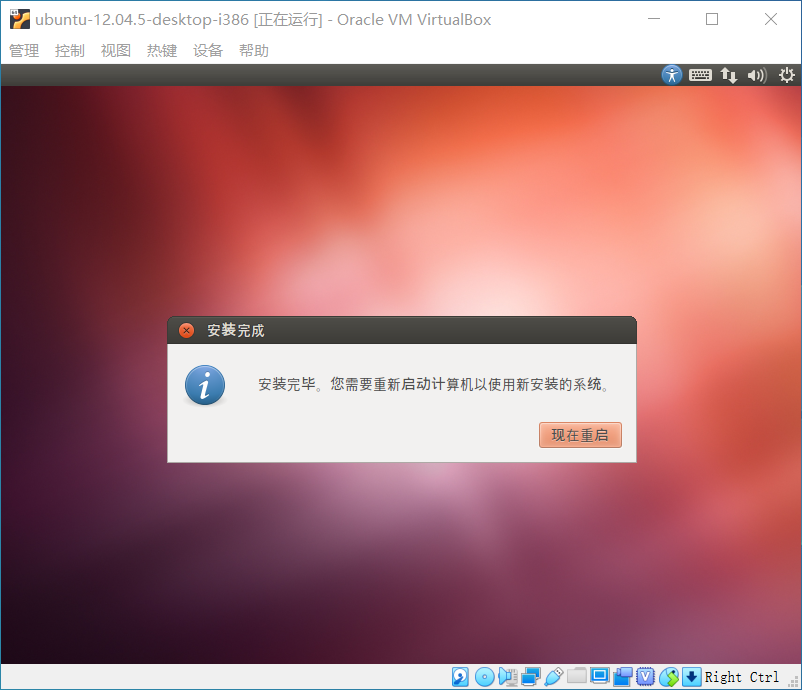 ubuntu-12.04.5-desktop-i386 [正在运行] - Oracle VM VirtualBox
管理 控制 视图 热键 设备 帮助
安装完成
安装完毕。您需要重新启动计算机以使用新安装的系统。
现在重启
Right Ctrl